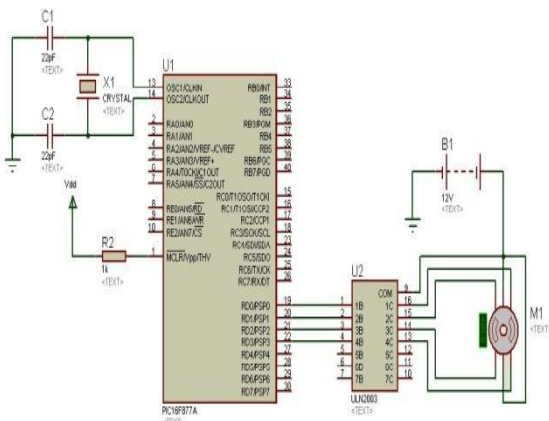 C1
22pF
<TEXT>
X1
CRYSTAL
<TEXT>
C2
22pF
<TEXT>
Vdd
R2
1k
<TEXT>
U1
13 OSC1/CLKIN
14 OSC2/CLKOUT
2 RA0/AN0
3 RA1/AN1
4 RA2/AN2/VREF-/CVREF
5 RA3/AN3/VREF+
6 RA4/T0CKI/C1OUT
7 RA5/AN4/SS/C2OUT
8 RE0/AN5/RD
9 RE1/AN6/WR
10 RE2/AN7/CS
1 MCLR/Vpp/THV
RB0/INT 33
RB1 34
RB2 35
RB3/PGM 36
RB4 37
RB5 38
RB6/PGC 39
RB7/PGD 40
RC0/T1OSO/T1CKI 15
RC1/T1OSI/CCP2 16
RC2/CCP1 17
RC3/SCK/SCL 18
RC4/SDI/SDA 23
RC5/SDO 24
RC6/TX/CK 25
RC7/RX/DT 26
RD0/PSP0 19
RD1/PSP1 20
RD2/PSP2 21
RD3/PSP3 22
RD4/PSP4 27
RD5/PSP5 28
RD6/PSP6 29
RD7/PSP7 30
PIC16F877A
<TEXT>
U2
COM 9
1 1B 1C 16
2 2B 2C 15
3 3B 3C 14
4 4B 4C 13
5 5B 5C 12
6 6B 6C 11
7 7B 7C 10
ULN2003
<TEXT>
B1
12V
<TEXT>
M1
<TEXT>